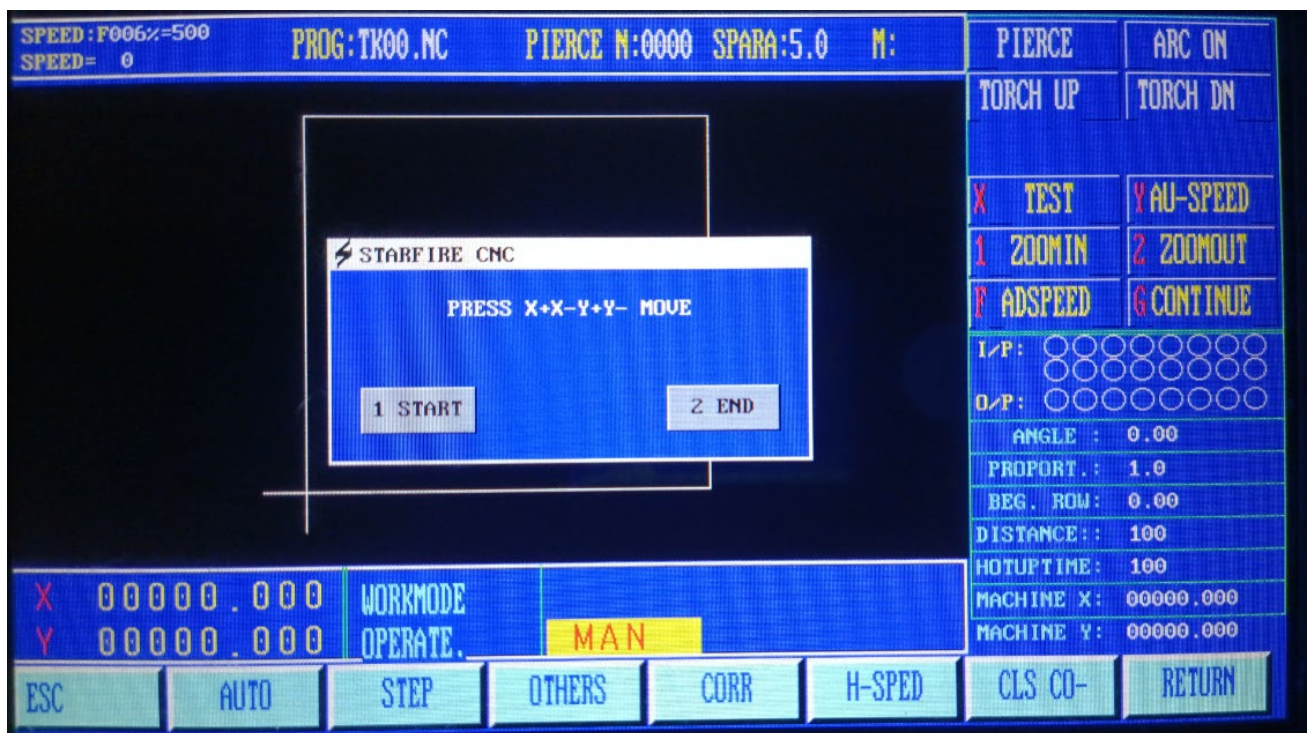 SPEED:F006%=500
SPEED= 0
PROG:TK00.NC
PIERCE N:0000
SPARA:5.0
M:
PIERCE
ARC ON
TORCH UP
TORCH DN
X TEST
Y AU-SPEED
1 ZOOMIN
2 ZOOMOUT
F ADSPEED
G CONTINUE
STARFIRE CNC
PRESS X+X-Y+Y- MOVE
1 START
2 END
I/P:
O/P:
ANGLE : 0.00
PROPORT.: 1.0
BEG. ROW: 0.00
DISTANCE:: 100
HOTUPTIME: 100
MACHINE X: 00000.000
MACHINE Y: 00000.000
X 00000.000
Y 00000.000
WORKMODE
OPERATE.
MAN
ESC
AUTO
STEP
OTHERS
CORR
H-SPED
CLS CO-
RETURN